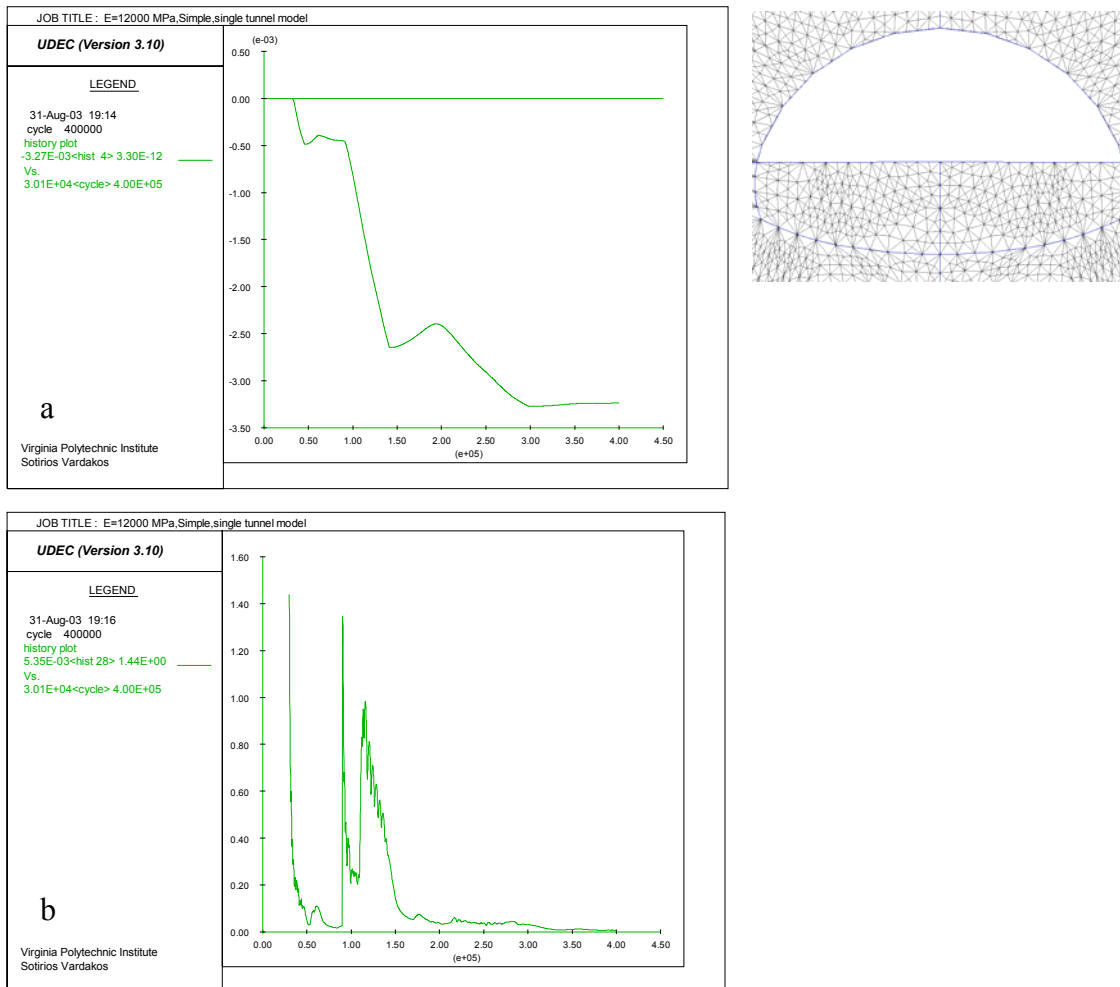 JOB TITLE : E=12000 MPa,Simple,single tunnel model
UDEC (Version 3.10)
LEGEND
31-Aug-03 19:14
cycle 400000
history plot
-3.27E-03<hist 4> 3.30E-12
Vs.
3.01E+04<cycle> 4.00E+05
a
Virginia Polytechnic Institute
Sotirios Vardakos
(e-03)
0.50
0.00
-0.50
-1.00
-1.50
-2.00
-2.50
-3.00
-3.50
0.00 0.50 1.00 1.50 2.00 2.50 3.00 3.50 4.00 4.50
(e+05)
JOB TITLE : E=12000 MPa,Simple,single tunnel model
UDEC (Version 3.10)
LEGEND
31-Aug-03 19:16
cycle 400000
history plot
5.35E-03<hist 28> 1.44E+00
Vs.
3.01E+04<cycle> 4.00E+05
b
Virginia Polytechnic Institute
Sotirios Vardakos
1.60
1.40
1.20
1.00
0.80
0.60
0.40
0.20
0.00
0.00 0.50 1.00 1.50 2.00 2.50 3.00 3.50 4.00 4.50
(e+05)